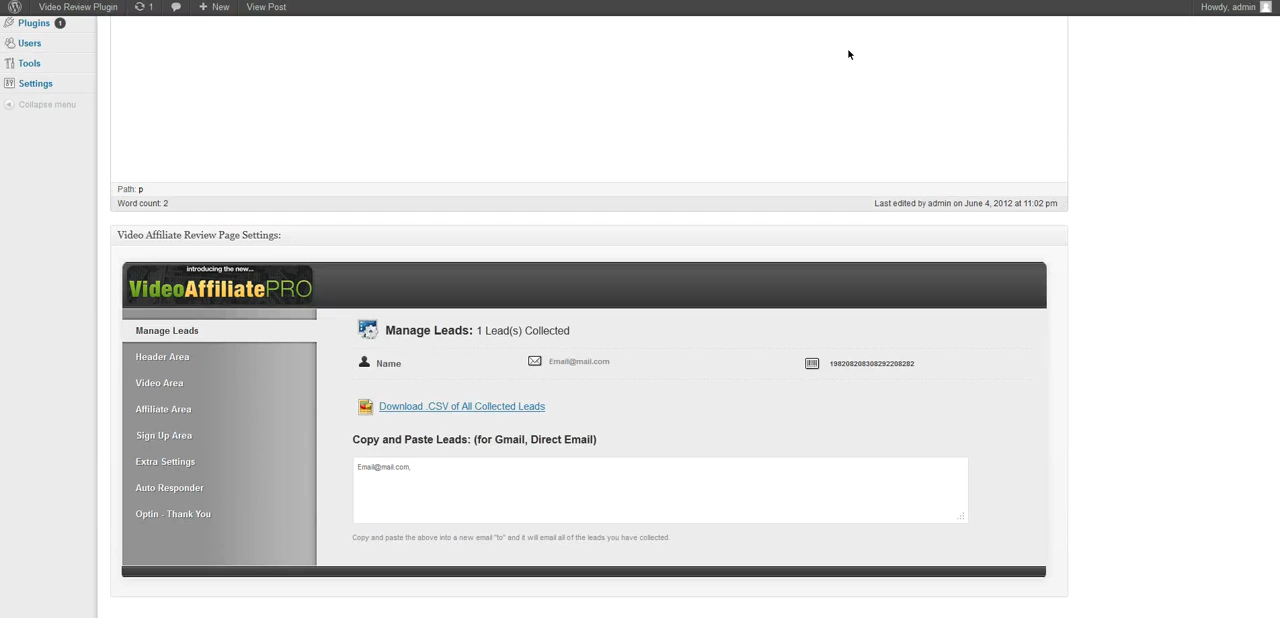 Video Review Plugin 1 New View Post Howdy, admin
Plugins 1
Users
Tools
Settings
Collapse menu
Path: p
Word count: 2 Last edited by admin on June 4, 2012 at 11:02 pm
Video Affiliate Review Page Settings:
introducing the new...
VideoAffiliatePRO
Manage Leads
Header Area
Video Area
Affiliate Area
Sign Up Area
Extra Settings
Auto Responder
Optin - Thank You
Manage Leads: 1 Lead(s) Collected
Name Email@mail.com 198208208308292208282
Download .CSV of All Collected Leads
Copy and Paste Leads: (for Gmail, Direct Email)
Email@mail.com,
Copy and paste the above into a new email "to" and it will email all of the leads you have collected.